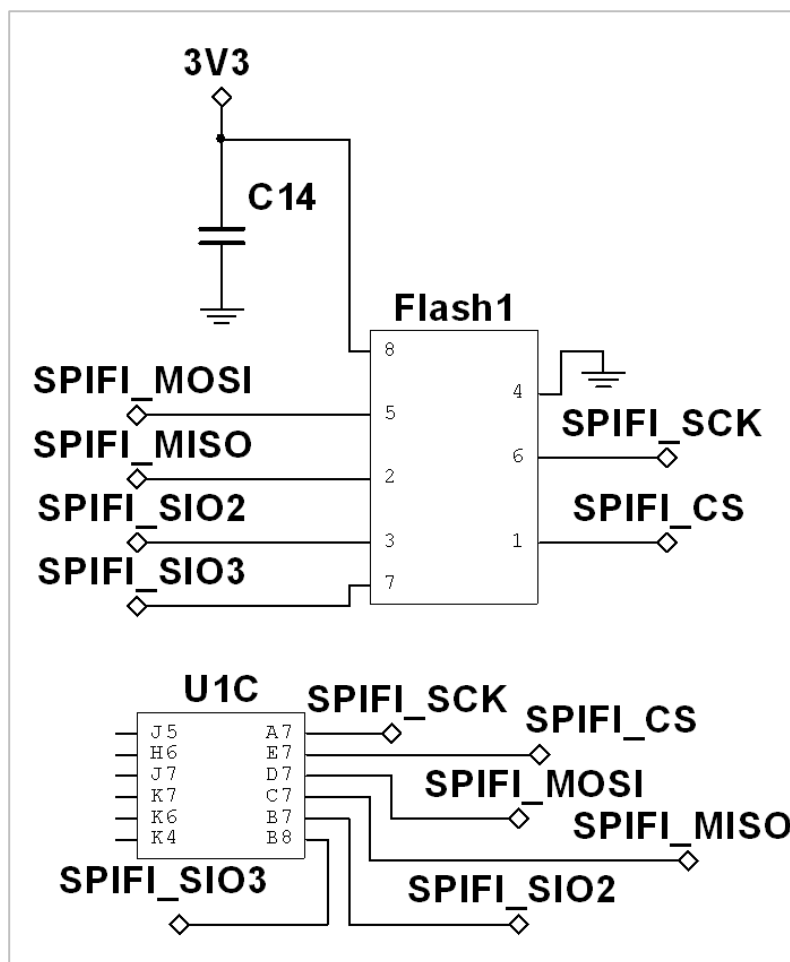 3V3
C14
Flash1
8
SPIFI_MOSI
4
5
SPIFI_SCK
SPIFI_MISO
6
2
SPIFI_SIO2
SPIFI_CS
3
1
SPIFI_SIO3
7
U1C
SPIFI_SCK
SPIFI_CS
J5 A7
H6 E7
J7 D7
SPIFI_MOSI
K7 C7
K6 B7
SPIFI_MISO
K4 B8
SPIFI_SIO3
SPIFI_SIO2